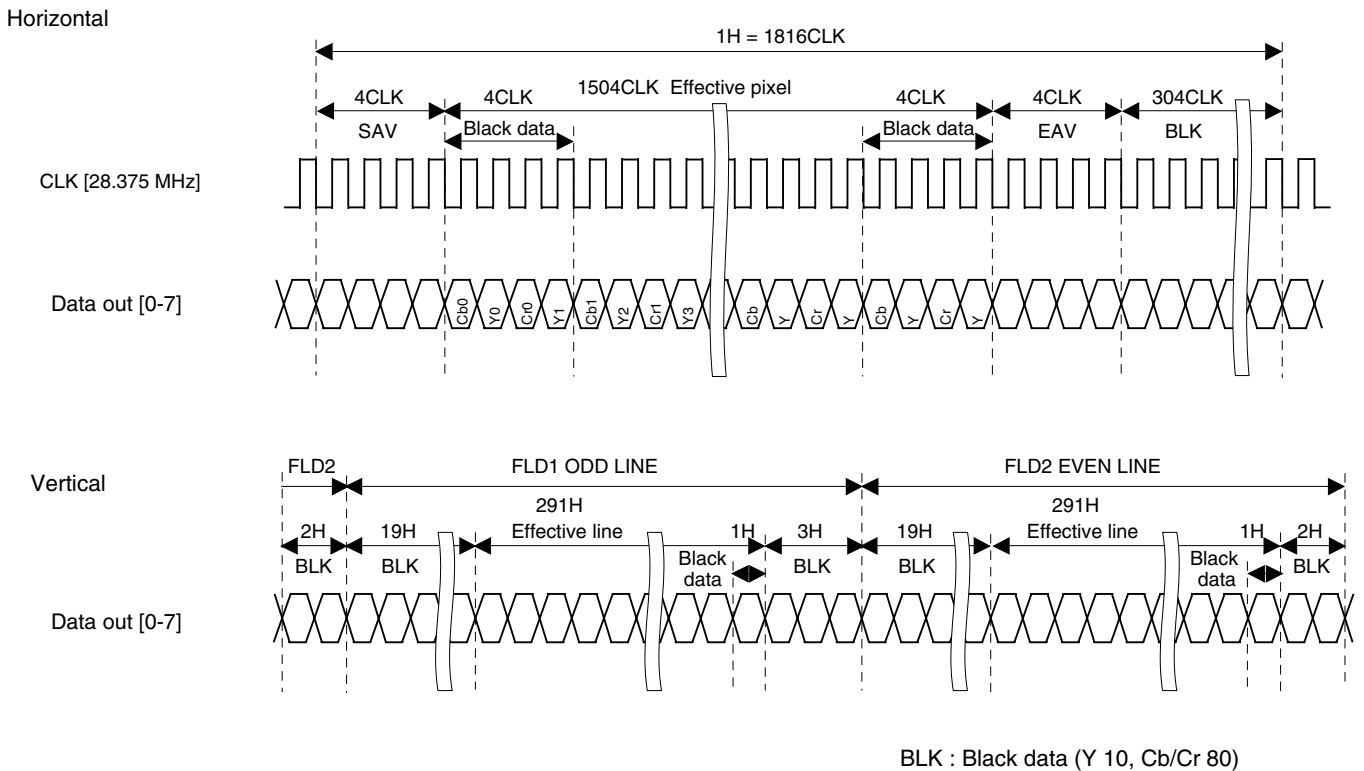 Horizontal
1H = 1816CLK
4CLK 4CLK 1504CLK Effective pixel 4CLK 4CLK 304CLK
SAV Black data Black data EAV BLK
CLK [28.375 MHz]
Data out [0-7]
Cb0 Y0 Cr0 Y1 Cb1 Y2 Cr1 Y3 Cb Y Cr Y Cb Y Cr Y
Vertical
FLD2 FLD1 ODD LINE FLD2 EVEN LINE
291H 291H
2H 19H Effective line 1H 3H 19H Effective line 1H 2H
BLK BLK Black data BLK BLK Black data BLK
Data out [0-7]
BLK : Black data (Y 10, Cb/Cr 80)